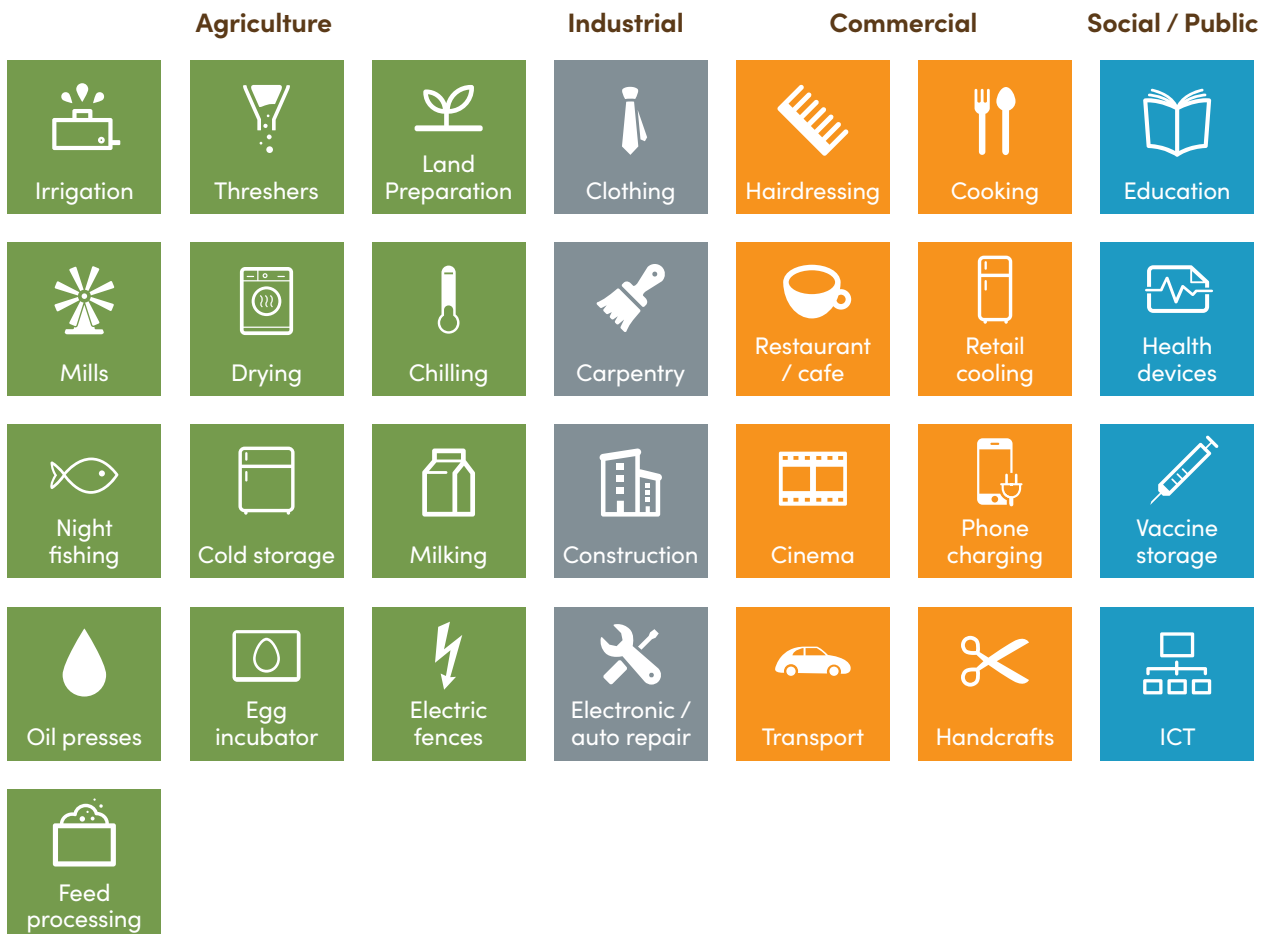 Agriculture
Industrial
Commercial
Social / Public
Irrigation
Threshers
Land
Preparation
Clothing
Hairdressing
Cooking
Education
Mills
Drying
Chilling
Carpentry
Restaurant
/ cafe
Retail
cooling
Health
devices
Night
fishing
Cold storage
Milking
Construction
Cinema
Phone
charging
Vaccine
storage
Oil presses
Egg
incubator
Electric
fences
Electronic /
auto repair
Transport
Handcrafts
ICT
Feed
processing